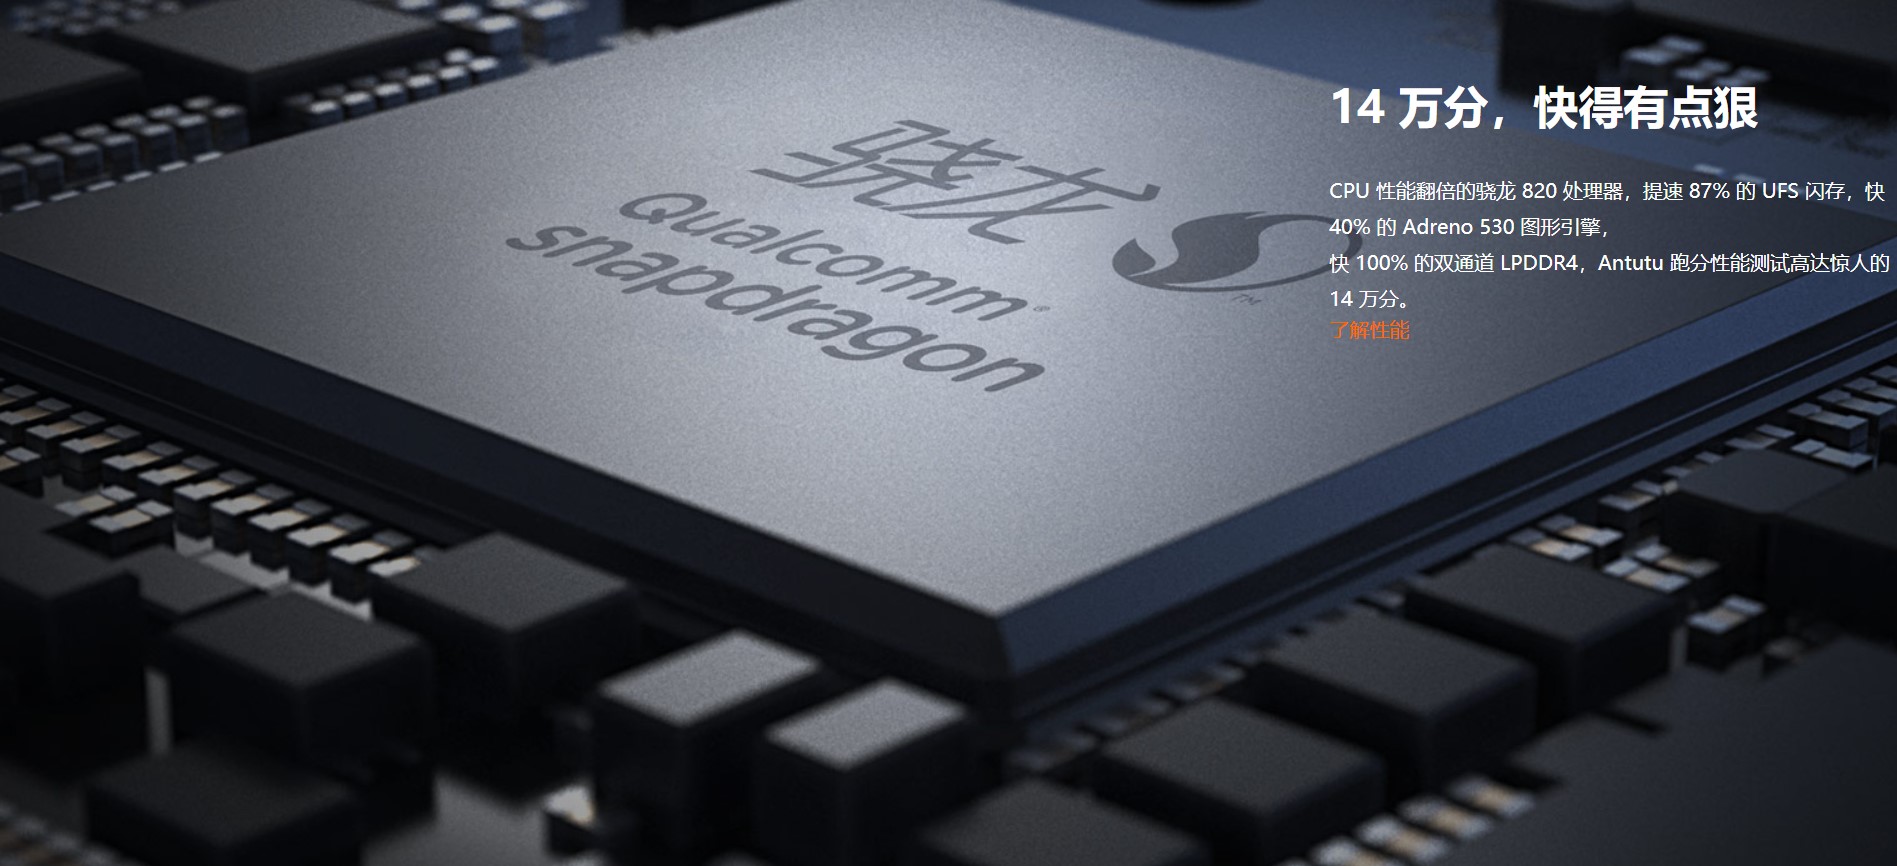 骁龙
Qualcomm®
snapdragon
TM
14 万分，快得有点狠
CPU 性能翻倍的骁龙 820 处理器，提速 87% 的 UFS 闪存，快
40% 的 Adreno 530 图形引擎，
快 100% 的双通道 LPDDR4，Antutu 跑分性能测试高达惊人的
14 万分。
了解性能